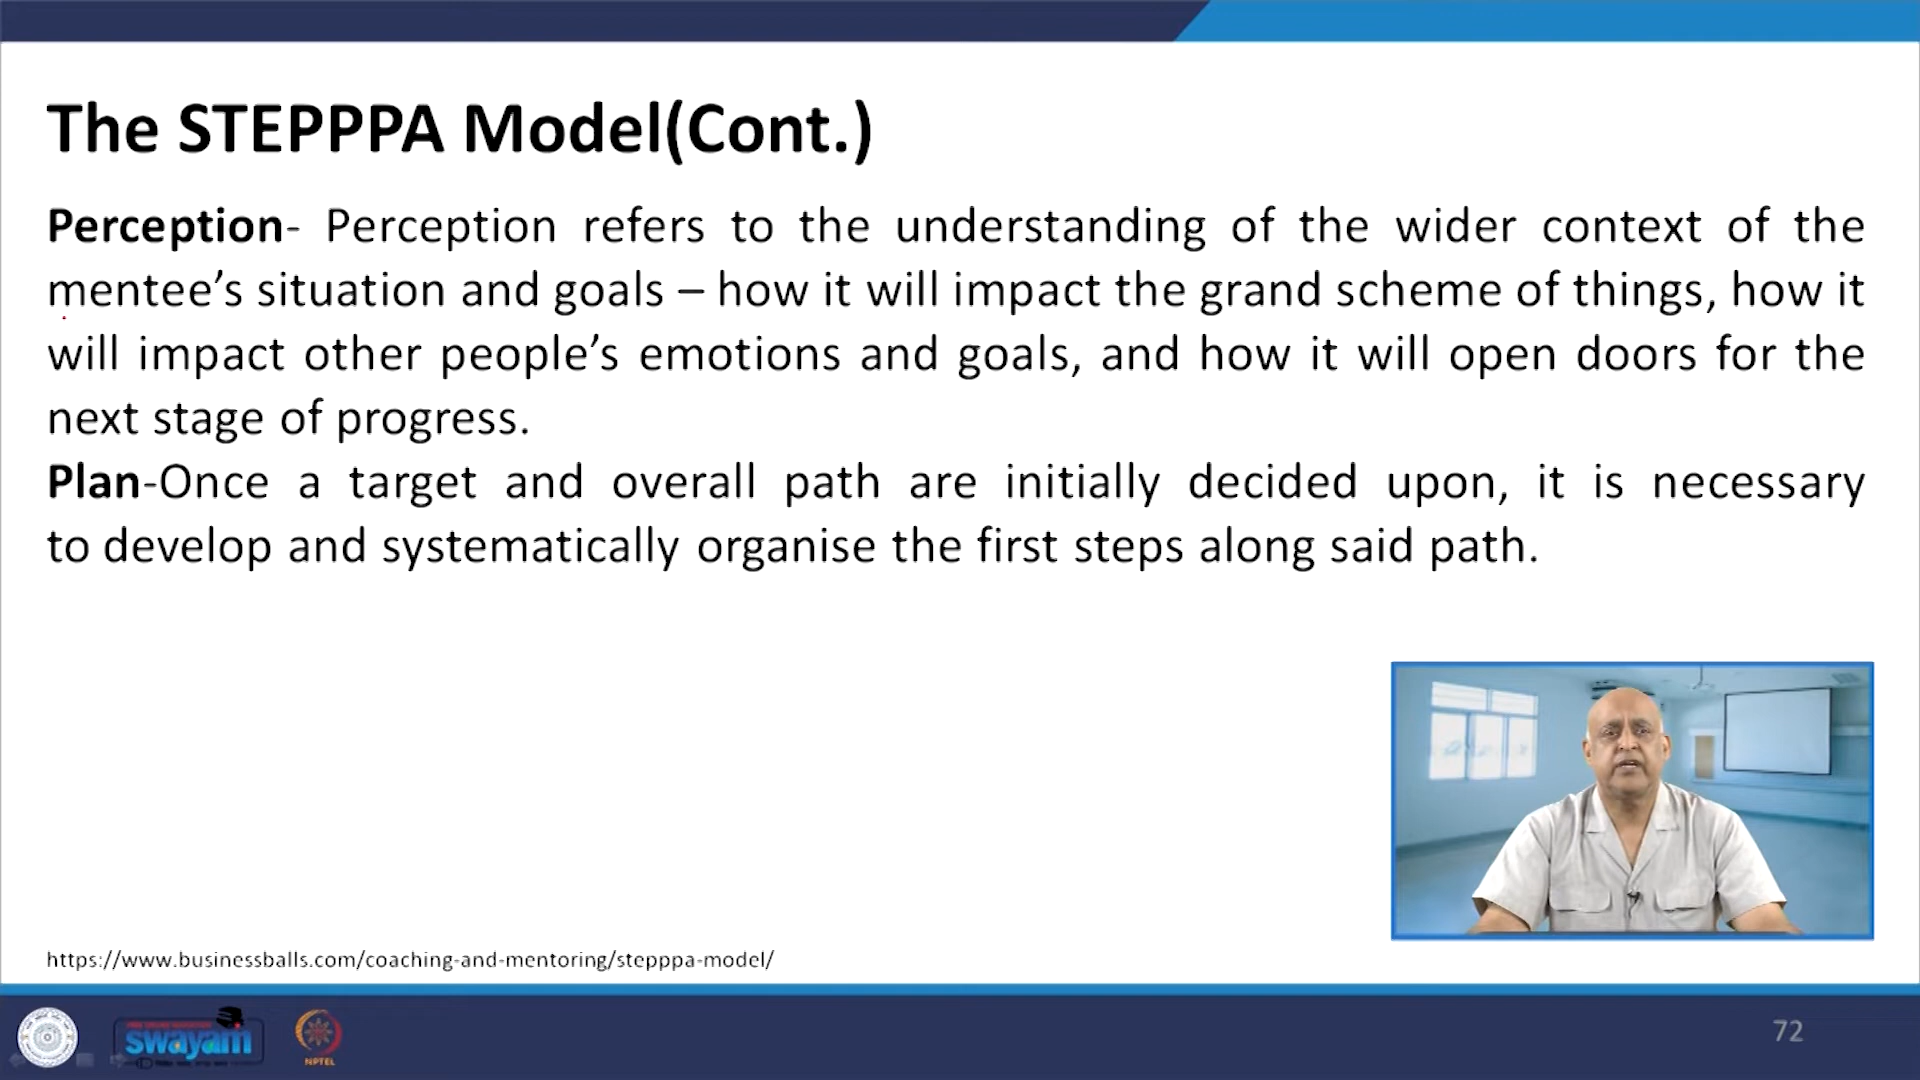 The STEPPPA Model(Cont.)
Perception- Perception refers to the understanding of the wider context of the
mentee’s situation and goals – how it will impact the grand scheme of things, how it
will impact other people’s emotions and goals, and how it will open doors for the
next stage of progress.
Plan-Once a target and overall path are initially decided upon, it is necessary
to develop and systematically organise the first steps along said path.
https://www.businessballs.com/coaching-and-mentoring/stepppa-model/
swayam
NPTEL
72